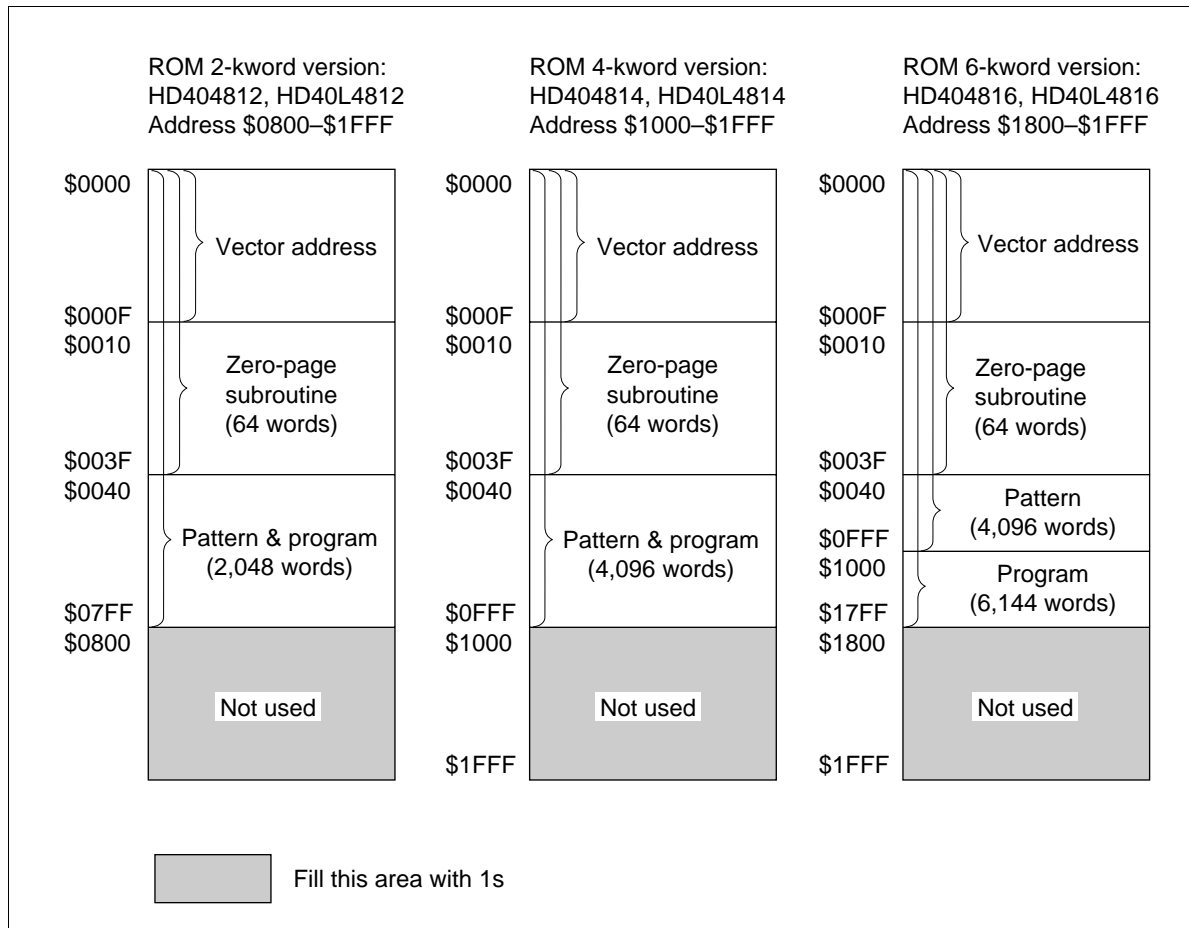 ROM 2-kword version:
HD404812, HD40L4812
Address $0800–$1FFF
$0000
Vector address
$000F
$0010
Zero-page
subroutine
(64 words)
$003F
$0040
Pattern & program
(2,048 words)
$07FF
$0800
Not used
ROM 4-kword version:
HD404814, HD40L4814
Address $1000–$1FFF
$0000
Vector address
$000F
$0010
Zero-page
subroutine
(64 words)
$003F
$0040
Pattern & program
(4,096 words)
$0FFF
$1000
Not used
$1FFF
ROM 6-kword version:
HD404816, HD40L4816
Address $1800–$1FFF
$0000
Vector address
$000F
$0010
Zero-page
subroutine
(64 words)
$003F
$0040
Pattern
(4,096 words)
$0FFF
$1000
Program
(6,144 words)
$17FF
$1800
Not used
$1FFF
Fill this area with 1s